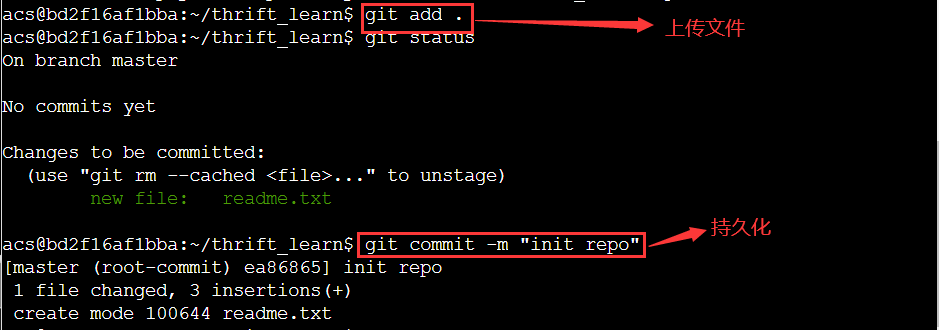 acs@bd2f16af1bba:~/thrift_learn$ git add .
上传文件
acs@bd2f16af1bba:~/thrift_learn$ git status
On branch master
No commits yet
Changes to be committed:
(use "git rm --cached <file>..." to unstage)
new file: readme.txt
acs@bd2f16af1bba:~/thrift_learn$ git commit -m "init repo"
持久化
[master (root-commit) ea86865] init repo
1 file changed, 3 insertions(+)
create mode 100644 readme.txt